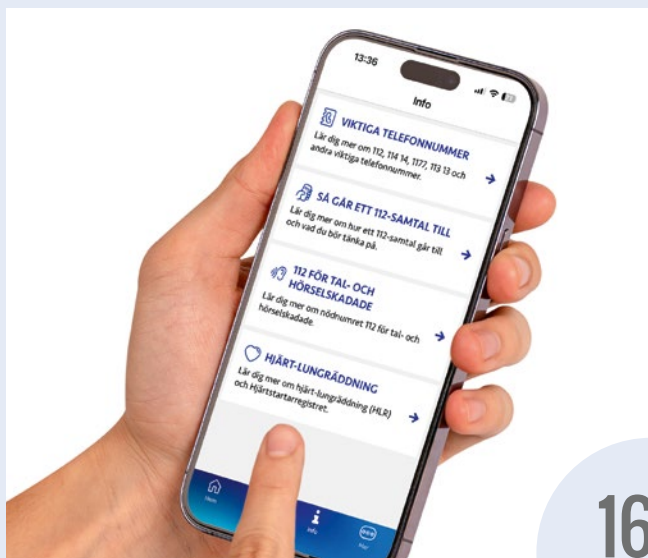 13:36
Info
VIKTIGA TELEFONNUMMER
Lär dig mer om 112, 114 14, 1177, 113 13 och
andra viktiga telefonnummer.
SÅ GÅR ETT 112-SAMTAL TILL
Lär dig mer om hur ett 112-samtal går till
och vad du bör tänka på.
112 FÖR TAL- OCH
HÖRSELSKADADE
Lär dig mer om nödnumret 112 för tal- och
hörselskadade.
HJÄRT-LUNGRÄDDNING
Lär dig mer om hjärt-lungräddning (HLR)
och Hjärtstartarregistret.
Hem
Info
Mer
16